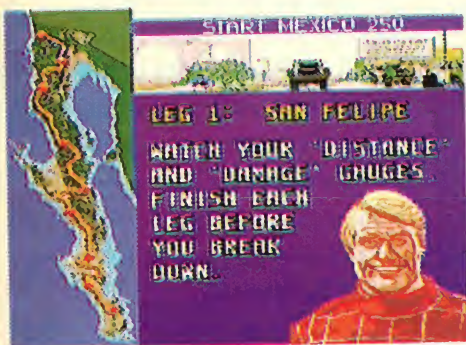 START MEXICO 250
LEG 1: SAN FELIPE
WATCH YOUR "DISTANCE"
AND "DAMAGE" GAUGES.
FINISH EACH
LEG BEFORE
YOU BREAK
DOWN.